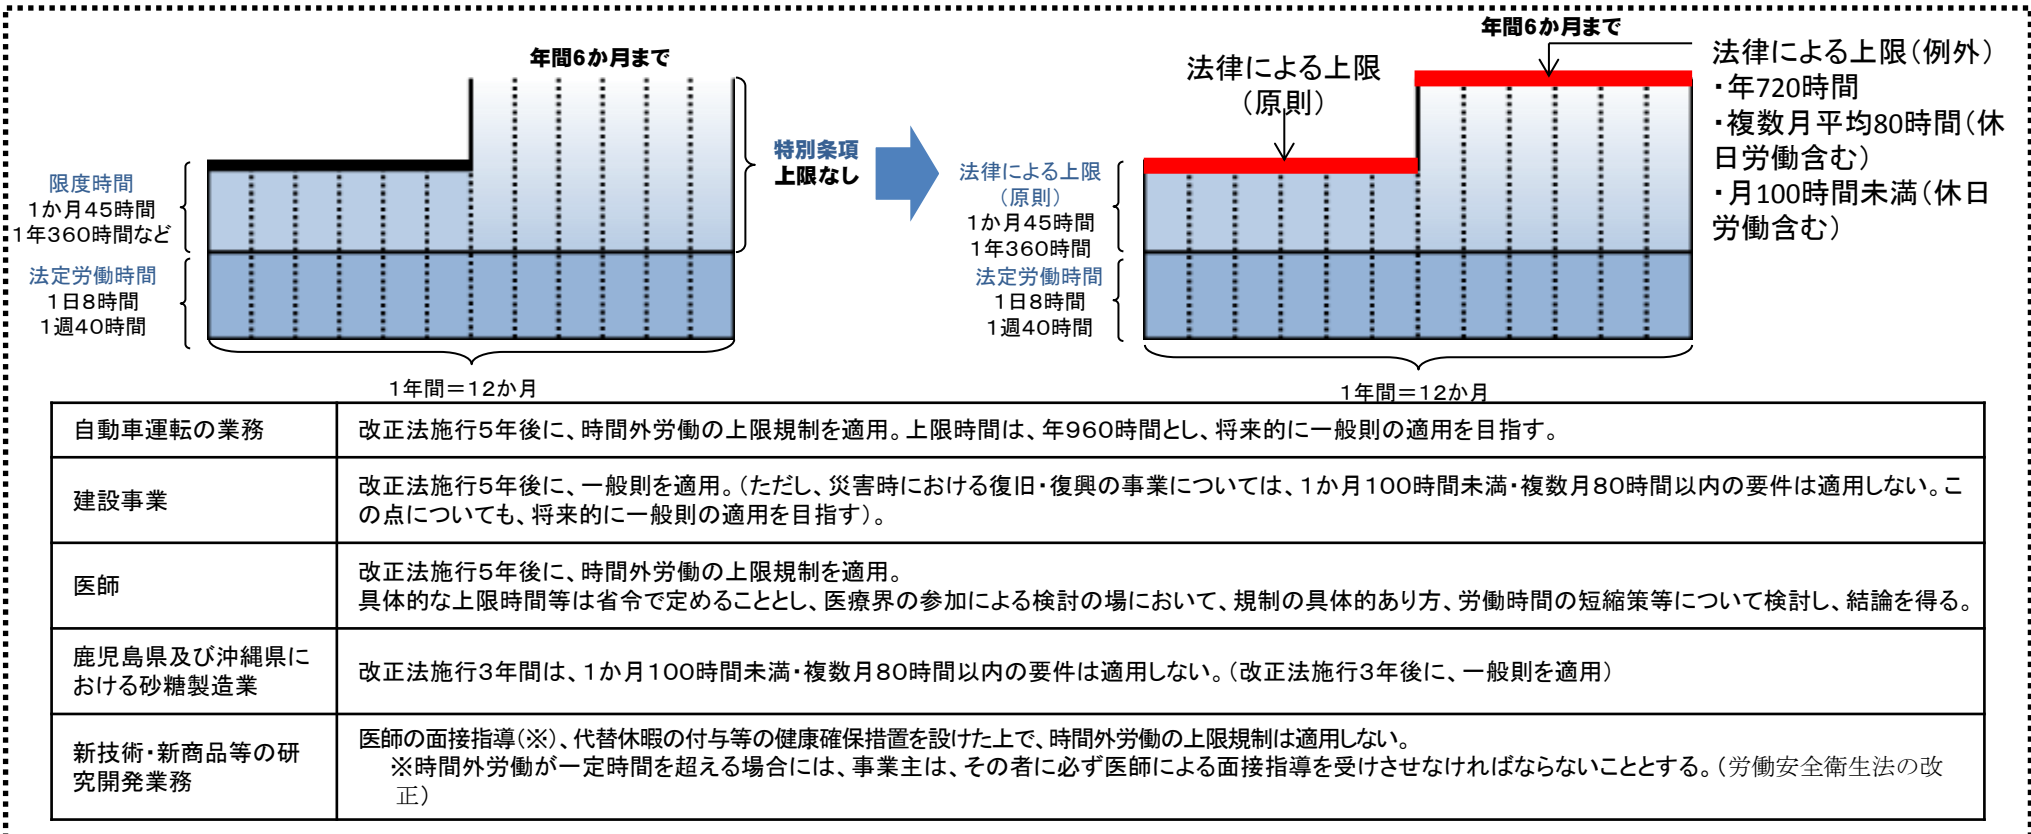 年間6か月まで
限度時間
1か月45時間
1年360時間など
法定労働時間
1日8時間
1週40時間
特別条項
上限なし
1年間＝12か月
年間6か月まで
法律による上限
（原則）
法律による上限（例外）
・年720時間
・複数月平均80時間（休
日労働含む）
・月100時間未満（休日
労働含む）
法律による上限
（原則）
1か月45時間
1年360時間
法定労働時間
1日8時間
1週40時間
1年間＝12か月
自動車運転の業務
改正法施行5年後に、時間外労働の上限規制を適用。上限時間は、年960時間とし、将来的に一般則の適用を目指す。
建設事業
改正法施行5年後に、一般則を適用。（ただし、災害時における復旧・復興の事業については、1か月100時間未満・複数月80時間以内の要件は適用しない。こ
の点についても、将来的に一般則の適用を目指す）。
医師
改正法施行5年後に、時間外労働の上限規制を適用。
具体的な上限時間等は省令で定めることとし、医療界の参加による検討の場において、規制の具体的あり方、労働時間の短縮策等について検討し、結論を得る。
鹿児島県及び沖縄県に
おける砂糖製造業
改正法施行3年間は、1か月100時間未満・複数月80時間以内の要件は適用しない。（改正法施行3年後に、一般則を適用）
新技術・新商品等の研
究開発業務
医師の面接指導（※）、代替休暇の付与等の健康確保措置を設けた上で、時間外労働の上限規制は適用しない。
※時間外労働が一定時間を超える場合には、事業主は、その者に必ず医師による面接指導を受けさせなければならないこととする。（労働安全衛生法の改
正）